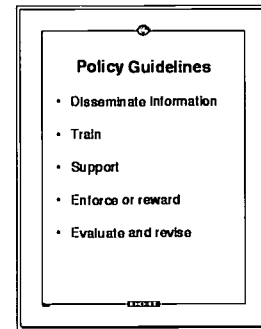 Policy Guidelines
• Disseminate Information
• Train
• Support
• Enforce or reward
• Evaluate and revise